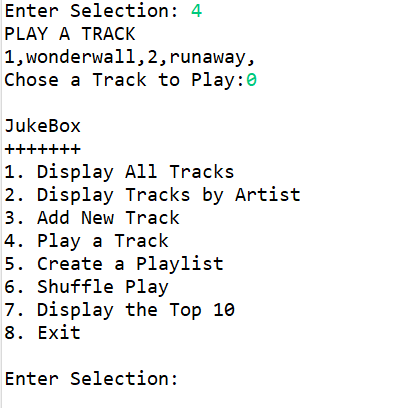 Enter Selection: 4
PLAY A TRACK
1,wonderwall,2,runaway,
Chose a Track to Play:0
JukeBox
+++++++
1. Display All Tracks
2. Display Tracks by Artist
3. Add New Track
4. Play a Track
5. Create a Playlist
6. Shuffle Play
7. Display the Top 10
8. Exit
Enter Selection: